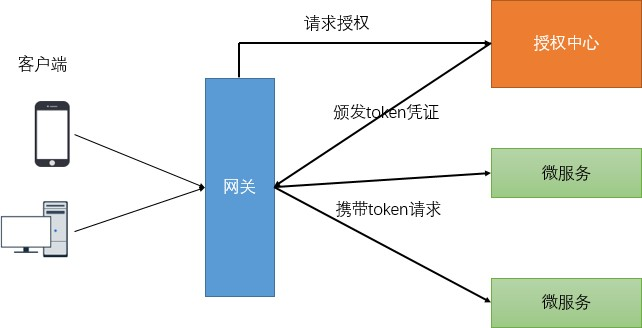 请求授权
授权中心
客户端
颁发token凭证
网关
微服务
携带token请求
微服务